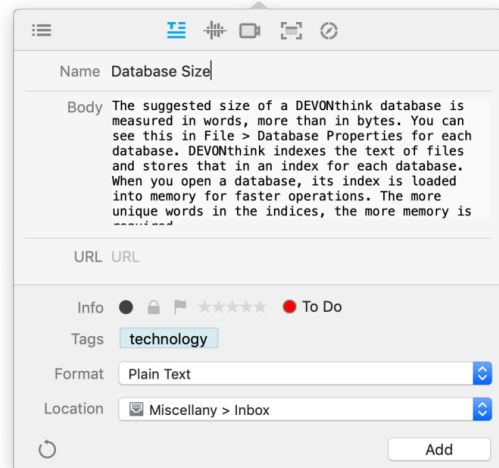 Name Database Size
Body The suggested size of a DEVONthink database is
measured in words, more than in bytes. You can
see this in File > Database Properties for each
database. DEVONthink indexes the text of files
and stores that in an index for each database.
When you open a database, its index is loaded
into memory for faster operations. The more
unique words in the indices, the more memory is
URL URL
Info To Do
Tags technology
Format Plain Text
Location Miscellany > Inbox
Add